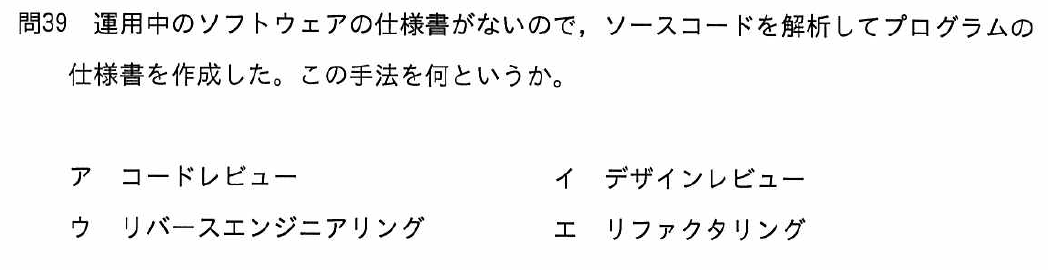 問39 運用中のソフトウェアの仕様書がないので，ソースコードを解析してプログラムの
仕様書を作成した。この手法を何というか。
ア コードレビュー イ デザインレビュー
ウ リバースエンジニアリング エ リファクタリング